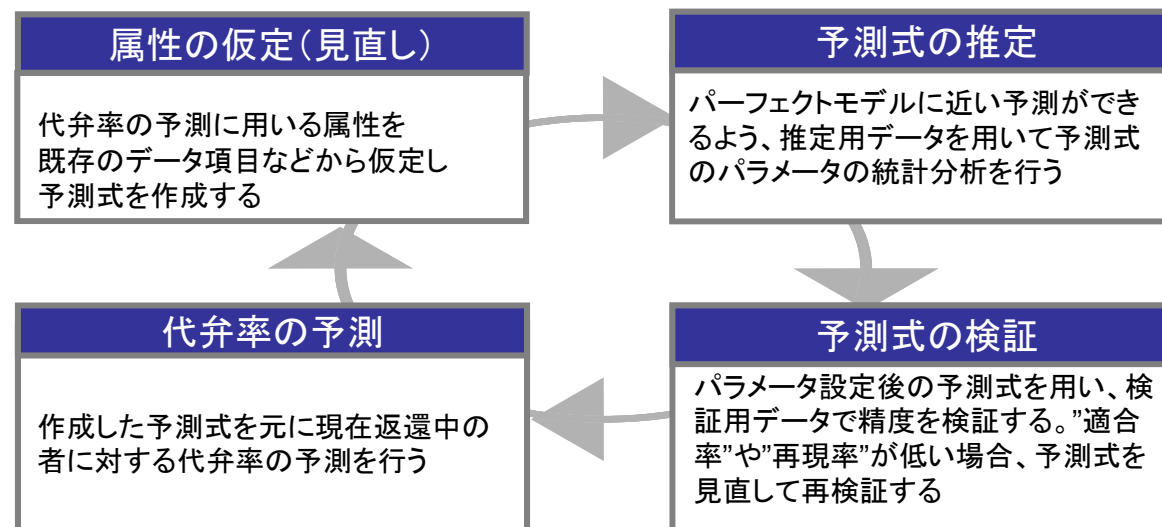 属性の仮定(見直し)
代弁率の予測に用いる属性を
既存のデータ項目などから仮定し
予測式を作成する
予測式の推定
パーフェクトモデルに近い予測ができ
るよう、推定用データを用いて予測式
のパラメータの統計分析を行う
予測式の検証
パラメータ設定後の予測式を用い、検
証用データで精度を検証する。”適合
率”や”再現率”が低い場合、予測式を
見直して再検証する
代弁率の予測
作成した予測式を元に現在返還中の
者に対する代弁率の予測を行う